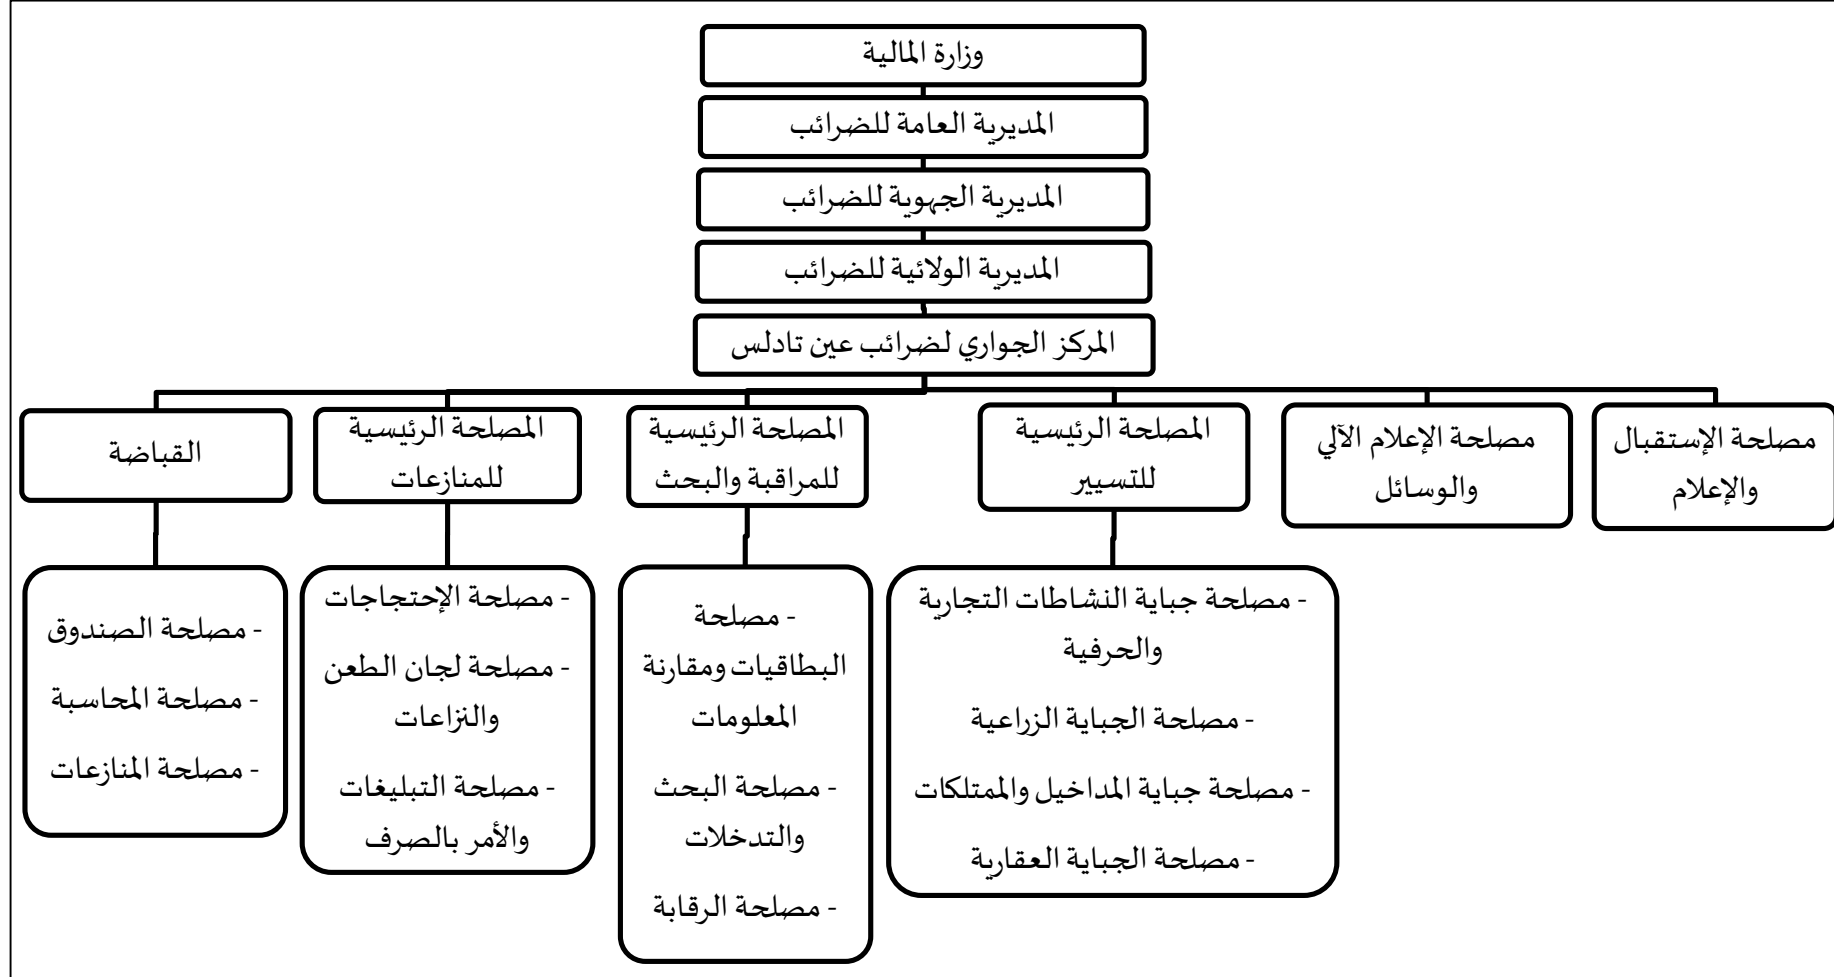 وزارة المالية
المديرية العامة للضرائب
المديرية الجهوية للضرائب
المديرية الولائية للضرائب
المركز الجواري لضرائب عين تادلس
مصلحة الإستقبال
والإعلام
مصلحة الإعلام الآلي
والوسائل
المصلحة الرئيسية
للتسيير
المصلحة الرئيسية
للمراقبة والبحث
المصلحة الرئيسية
للمنازعات
القباضة
- مصلحة جباية النشاطات التجارية
والحرفية
- مصلحة الجباية الزراعية
- مصلحة جباية المداخيل والممتلكات
- مصلحة الجباية العقارية
- مصلحة
البطاقيات ومقارنة
المعلومات
- مصلحة البحث
والتدخلات
- مصلحة الرقابة
- مصلحة الإحتجاجات
- مصلحة لجان الطعن
والنزاعات
- مصلحة التبليغات
والأمر بالصرف
- مصلحة الصندوق
- مصلحة المحاسبة
- مصلحة المنازعات